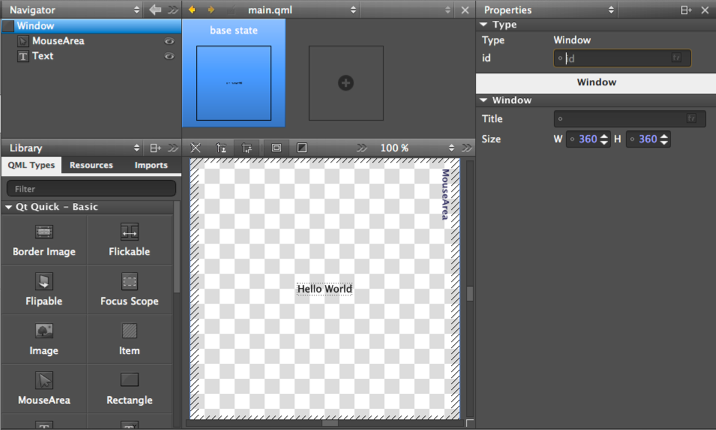 Navigator
Window
MouseArea
Text
Library
QML Types Resources Imports
Filter
Qt Quick - Basic
Border Image Flickable
Flipable Focus Scope
Image Item
MouseArea Rectangle
main.qml
base state
100 %
MouseArea
Hello World
Properties
Type
Type Window
id id
Window
Window
Title
Size W 360 H 360